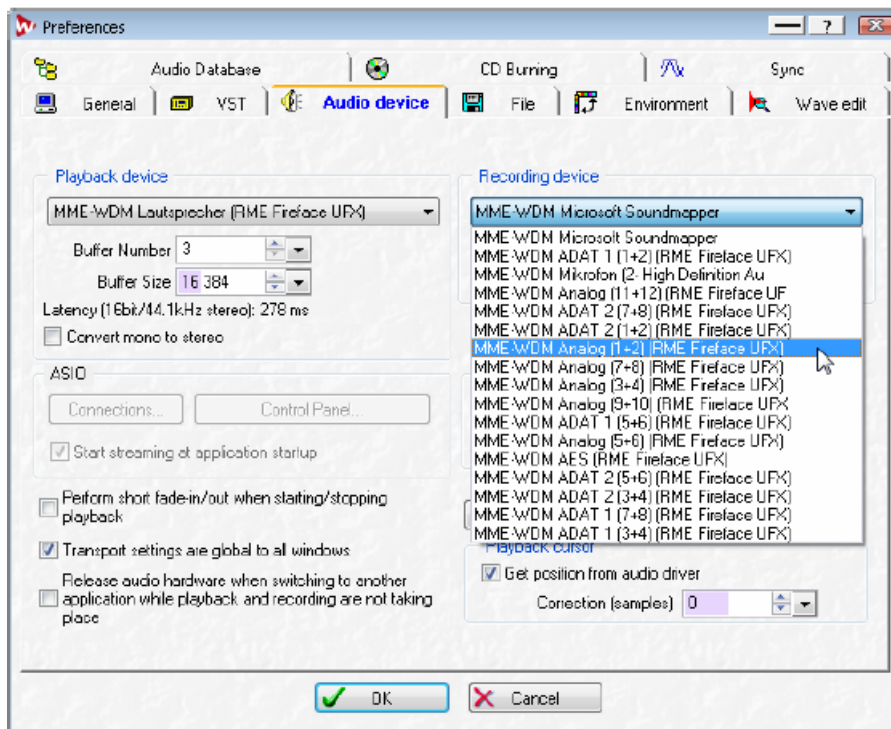 Preferences
Audio Database
CD Burning
Sync
General
VST
Audio device
File
Environment
Wave edit
Playback device
MME-WDM Lautsprecher (RME Fireface UFX)
Buffer Number 3
Buffer Size 16 384
Latency (16bit/44.1kHz stereo): 278 ms
Convert mono to stereo
ASIO
Connections...
Control Panel...
Start streaming at application startup
Perform short fade-in/out when starting/stopping
playback
Transport settings are global to all windows
Release audio hardware when switching to another
application while playback and recording are not taking
place
Recording device
MME-WDM Microsoft Soundmapper
MME-WDM Microsoft Soundmapper
MME-WDM ADAT 1 (1+2) (RME Fireface UFX)
MME-WDM Mikrofon (2- High Definition Au
MME-WDM Analog (11+12) (RME Fireface UF
MME-WDM ADAT 2 (7+8) (RME Fireface UFX)
MME-WDM ADAT 2 (1+2) (RME Fireface UFX)
MME-WDM Analog (1+2) (RME Fireface UFX)
MME-WDM Analog (7+8) (RME Fireface UFX)
MME-WDM Analog (3+4) (RME Fireface UFX)
MME-WDM Analog (9+10) (RME Fireface UFX
MME-WDM ADAT 1 (5+6) (RME Fireface UFX)
MME-WDM Analog (5+6) (RME Fireface UFX)
MME-WDM AES (RME Fireface UFX)
MME-WDM ADAT 2 (5+6) (RME Fireface UFX)
MME-WDM ADAT 2 (3+4) (RME Fireface UFX)
MME-WDM ADAT 1 (7+8) (RME Fireface UFX)
MME-WDM ADAT 1 (3+4) (RME Fireface UFX)
Playback cursor
Get position from audio driver
Correction (samples) 0
OK
Cancel